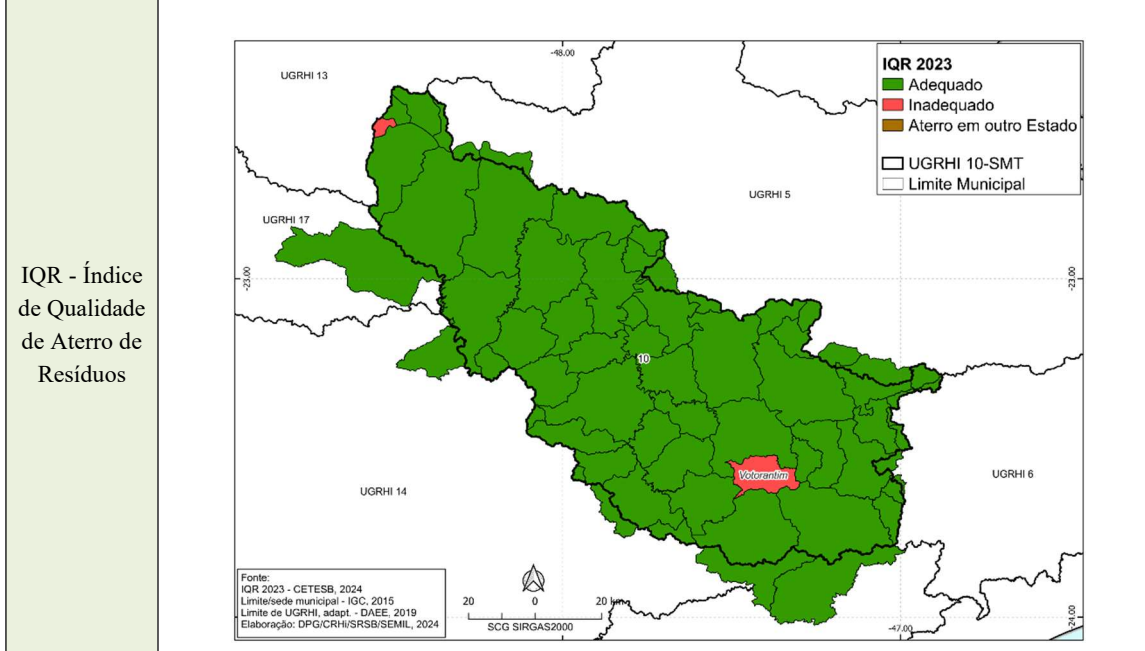 IQR - Índice
de Qualidade
de Aterro de
Resíduos
-48.00
UGRHI 13
IQR 2023
Adequado
Inadequado
Aterro em outro Estado
UGRHI 10-SMT
Limite Municipal
UGRHI 5
UGRHI 17
-23.00
-23.00
10
Votorantim
UGRHI 6
UGRHI 14
Fonte:
IQR 2023 - CETESB, 2024
Limite/sede municipal - IGC, 2015
Limite de UGRHI, adapt. - DAEE, 2019
Elaboração: DPG/CRHi/SRSB/SEMIL, 2024
20 0 20 km
SCG SIRGAS2000
-47.00
-24.00